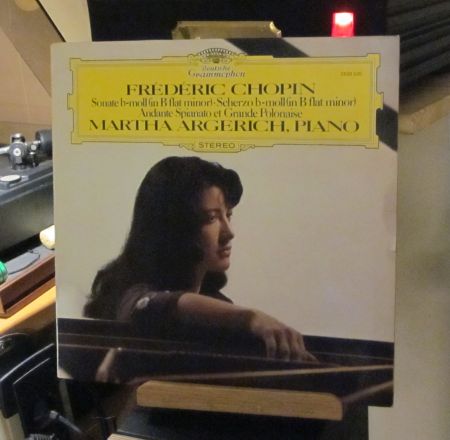 Deutsche
Grammophon
FRÉDÉRIC CHOPIN
Sonate b-moll (in B flat minor)·Scherzo b-moll (in B flat minor)
Andante Spianato et Grande Polonaise
MARTHA ARGERICH, PIANO
STEREO